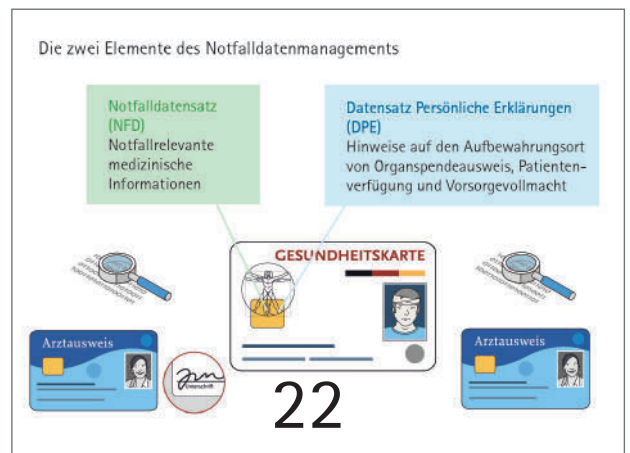 Die zwei Elemente des Notfalldatenmanagements
Notfalldatensatz
(NFD)
Notfallrelevante
medizinische
Informationen
Datensatz Persönliche Erklärungen
(DPE)
Hinweise auf den Aufbewahrungsort
von Organspendeausweis, Patienten-
verfügung und Vorsorgevollmacht
GESUNDHEITSKARTE
Arztausweis
Unterschrift
Arztausweis
22